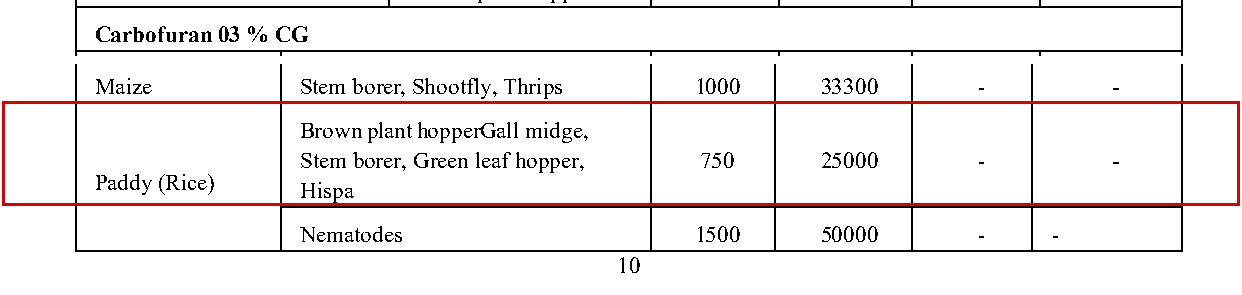 Carbofuran 03 % CG
Maize Stem borer, Shootfly, Thrips 1000 33300 - -
Brown plant hopperGall midge,
Stem borer, Green leaf hopper, 750 25000 - -
Paddy (Rice)
Hispa
Nematodes 1500 50000 - -
10